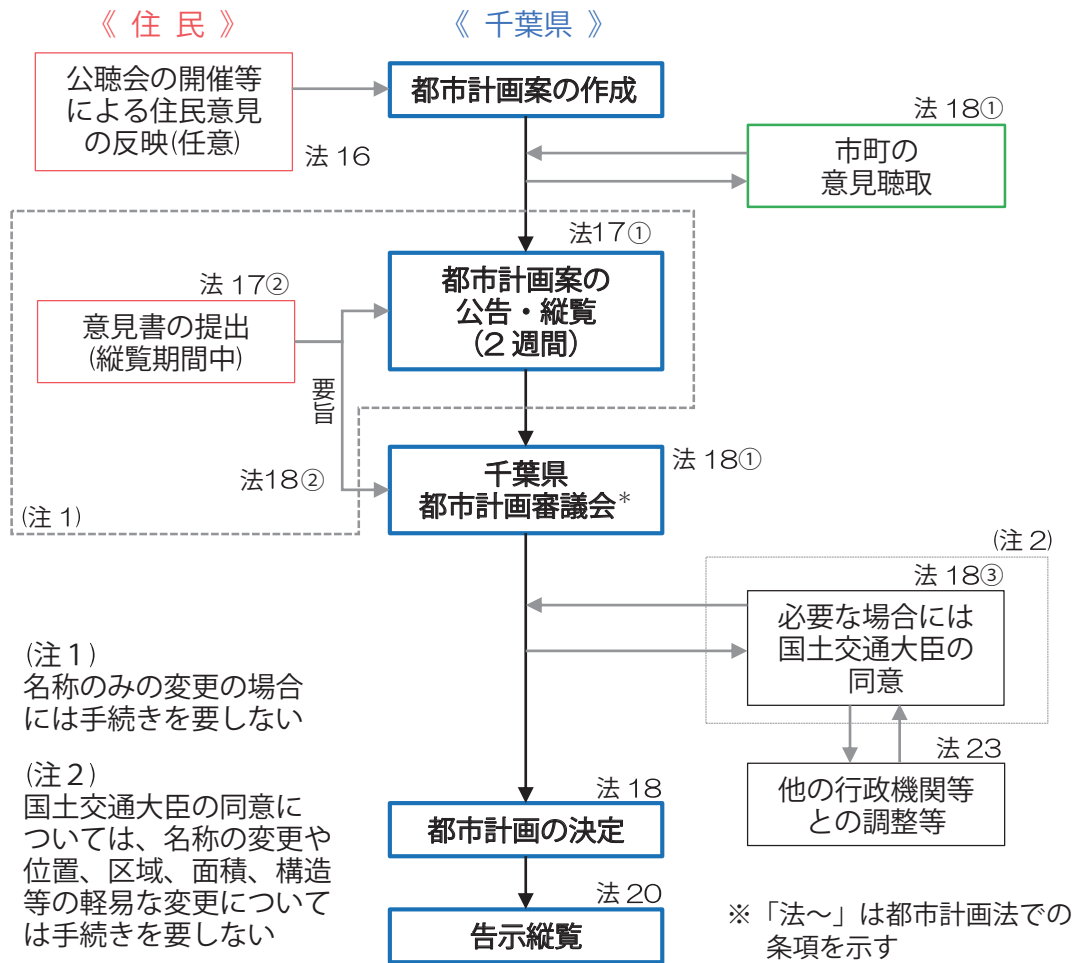 《 住 民 》
《 千葉県 》
公聴会の開催等
による住民意見
の反映(任意)
法 16
都市計画案の作成
法 18①
市町の
意見聴取
法17①
都市計画案の
公告・縦覧
(2 週間)
法 17②
意見書の提出
(縦覧期間中)
要旨
法18②
(注 1)
千葉県
都市計画審議会*
法 18①
(注 2)
法 18③
必要な場合には
国土交通大臣の
同意
法 23
他の行政機関等
との調整等
(注 1)
名称のみの変更の場合
には手続きを要しない
(注 2)
国土交通大臣の同意に
ついては、名称の変更や
位置、区域、面積、構造
等の軽易な変更について
は手続きを要しない
法 18
都市計画の決定
法 20
告示縦覧
※「法～」は都市計画法での
条項を示す